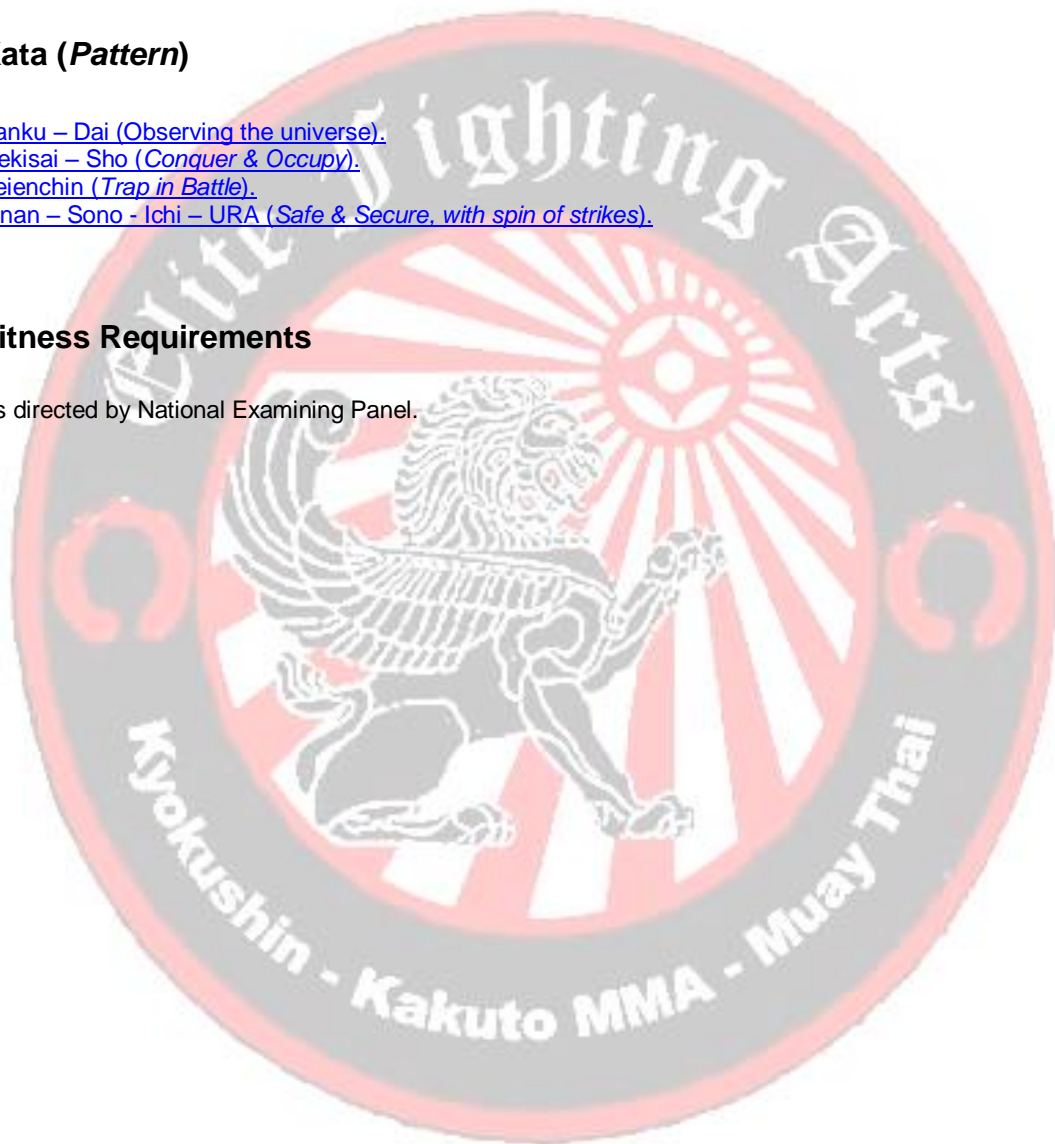 Kata (Pattern)
anku – Dai (Observing the universe).
ekisai – Sho (Conquer & Occupy).
eienchin (Trap in Battle).
nan – Sono - Ichi – URA (Safe & Secure, with spin of strikes).
itness Requirements
s directed by National Examining Panel.
Elite Fighting Arts
Kyokushin - Kakuto MMA - Muay Thai